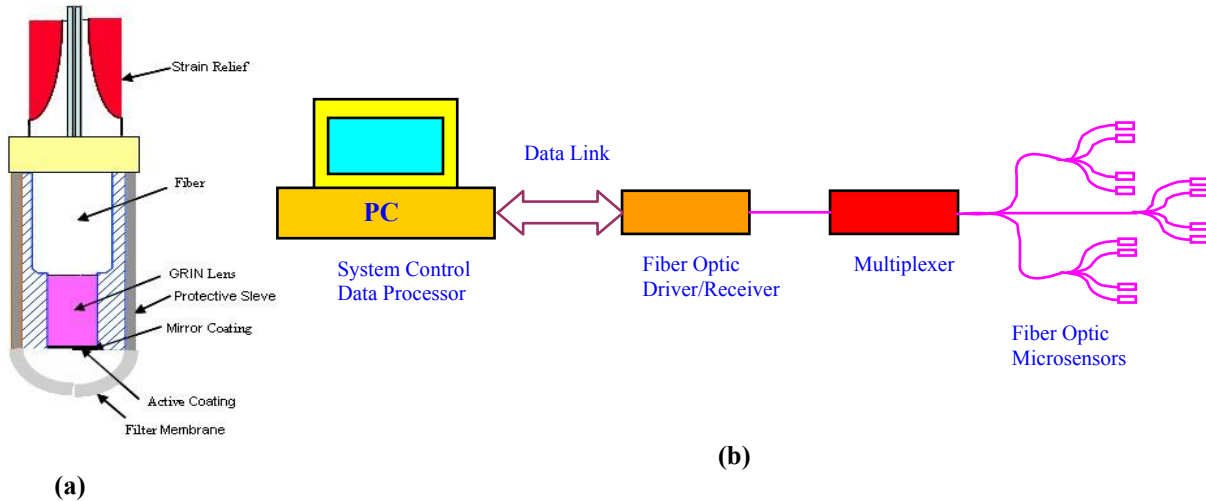 Strain Relief
Fiber
GRIN Lens
Protective Sleve
Mirror Coating
Active Coating
Filter Membrane
(a)
PC
System Control
Data Processor
Data Link
Fiber Optic
Driver/Receiver
Multiplexer
Fiber Optic
Microsensors
(b)